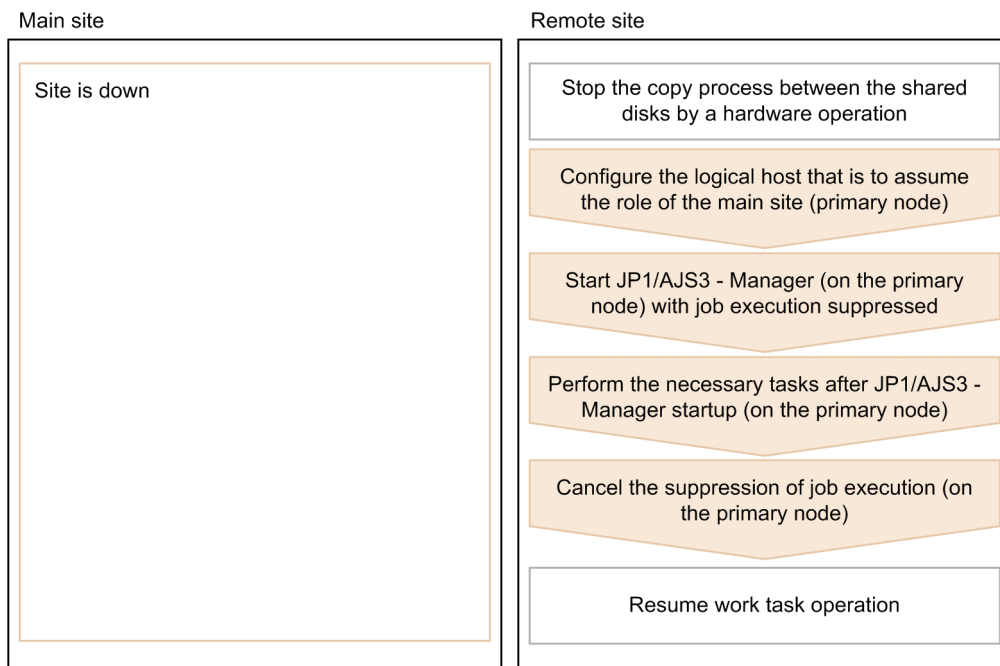 Main site
Site is down
Remote site
Stop the copy process between the shared
disks by a hardware operation
Configure the logical host that is to assume
the role of the main site (primary node)
Start JP1/AJS3 - Manager (on the primary
node) with job execution suppressed
Perform the necessary tasks after JP1/AJS3 -
Manager startup (on the primary node)
Cancel the suppression of job execution (on
the primary node)
Resume work task operation